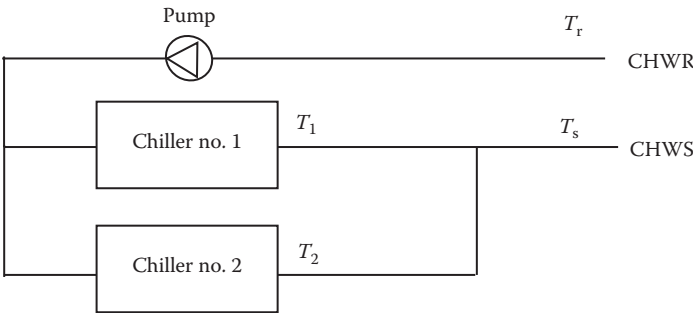 Pump
T_r
CHWR
Chiller no. 1
T_1
T_s
CHWS
Chiller no. 2
T_2